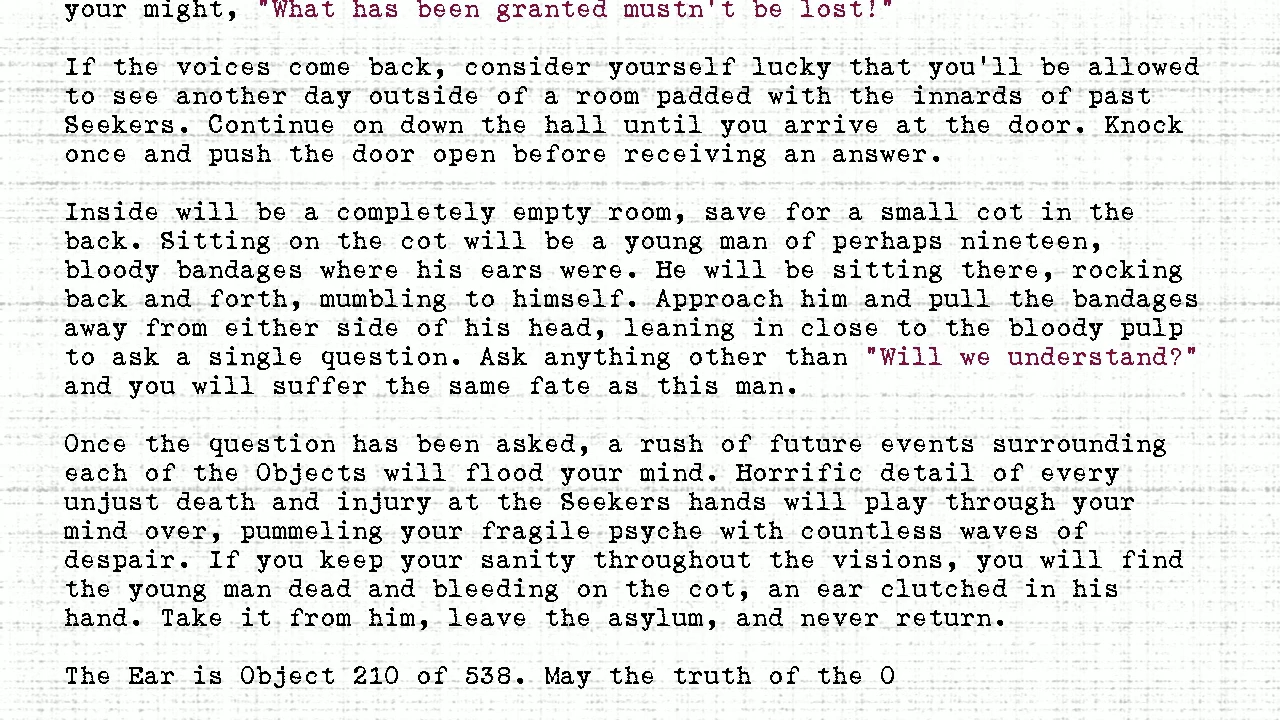 your might, "What has been granted mustn't be lost!"
If the voices come back, consider yourself lucky that you'll be allowed
to see another day outside of a room padded with the innards of past
Seekers. Continue on down the hall until you arrive at the door. Knock
once and push the door open before receiving an answer.
Inside will be a completely empty room, save for a small cot in the
back. Sitting on the cot will be a young man of perhaps nineteen,
bloody bandages where his ears were. He will be sitting there, rocking
back and forth, mumbling to himself. Approach him and pull the bandages
away from either side of his head, leaning in close to the bloody pulp
to ask a single question. Ask anything other than "Will we understand?"
and you will suffer the same fate as this man.
Once the question has been asked, a rush of future events surrounding
each of the Objects will flood your mind. Horrific detail of every
unjust death and injury at the Seekers hands will play through your
mind over, pummeling your fragile psyche with countless waves of
despair. If you keep your sanity throughout the visions, you will find
the young man dead and bleeding on the cot, an ear clutched in his
hand. Take it from him, leave the asylum, and never return.
The Ear is Object 210 of 538. May the truth of the O